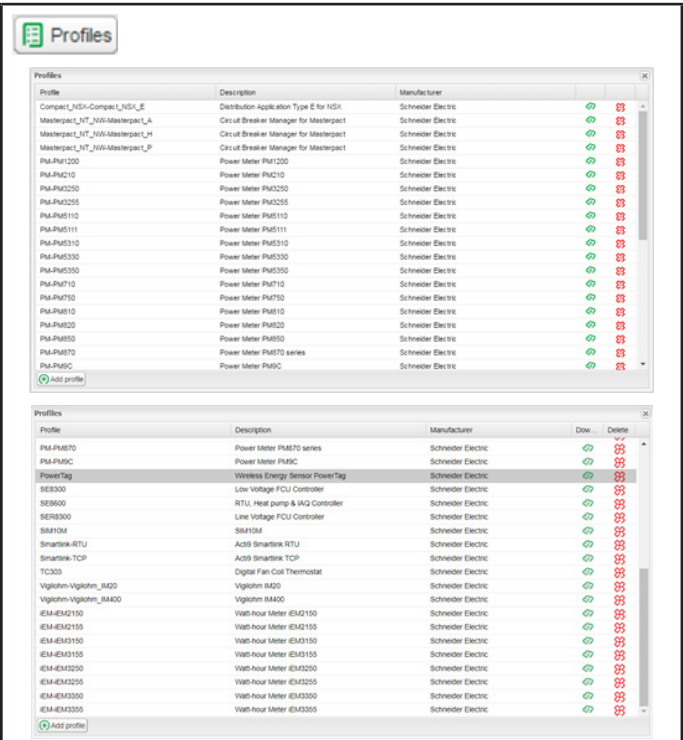 Profiles
Profiles
Profile Description Manufacturer
Compact_NSX-Compact_NSX_E Distribution Application Type E for NSX Schneider Electric
Masterpact_NT_NW-Masterpact_A Circuit Breaker Manager for Masterpact Schneider Electric
Masterpact_NT_NW-Masterpact_H Circuit Breaker Manager for Masterpact Schneider Electric
Masterpact_NT_NW-Masterpact_P Circuit Breaker Manager for Masterpact Schneider Electric
PM-PM1200 Power Meter PM1200 Schneider Electric
PM-PM210 Power Meter PM210 Schneider Electric
PM-PM3250 Power Meter PM3250 Schneider Electric
PM-PM3255 Power Meter PM3255 Schneider Electric
PM-PM5110 Power Meter PM5110 Schneider Electric
PM-PM5111 Power Meter PM5111 Schneider Electric
PM-PM5310 Power Meter PM5310 Schneider Electric
PM-PM5330 Power Meter PM5330 Schneider Electric
PM-PM5350 Power Meter PM5350 Schneider Electric
PM-PM710 Power Meter PM710 Schneider Electric
PM-PM750 Power Meter PM750 Schneider Electric
PM-PM810 Power Meter PM810 Schneider Electric
PM-PM820 Power Meter PM820 Schneider Electric
PM-PM850 Power Meter PM850 Schneider Electric
PM-PM870 Power Meter PM870 series Schneider Electric
PM-PM9C Power Meter PM9C Schneider Electric
Add profile
Profiles
Profile Description Manufacturer Dow... Delete
PM-PM870 Power Meter PM870 series Schneider Electric
PM-PM9C Power Meter PM9C Schneider Electric
PowerTag Wireless Energy Sensor PowerTag Schneider Electric
SE8300 Low Voltage FCU Controller Schneider Electric
SE8600 RTU, Heat pump & IAQ Controller Schneider Electric
SER8300 Line Voltage FCU Controller Schneider Electric
SIM10M SIM10M Schneider Electric
Smartlink-RTU Acti9 Smartlink RTU Schneider Electric
Smartlink-TCP Acti9 Smartlink TCP Schneider Electric
TC303 Digital Fan Coil Thermostat Schneider Electric
Vigilohm-Vigilohm_IM20 Vigilohm IM20 Schneider Electric
Vigilohm-Vigilohm_IM400 Vigilohm IM400 Schneider Electric
iEM-iEM2150 Watt-hour Meter iEM2150 Schneider Electric
iEM-iEM2155 Watt-hour Meter iEM2155 Schneider Electric
iEM-iEM3150 Watt-hour Meter iEM3150 Schneider Electric
iEM-iEM3155 Watt-hour Meter iEM3155 Schneider Electric
iEM-iEM3250 Watt-hour Meter iEM3250 Schneider Electric
iEM-iEM3255 Watt-hour Meter iEM3255 Schneider Electric
iEM-iEM3350 Watt-hour Meter iEM3350 Schneider Electric
iEM-iEM3355 Watt-hour Meter iEM3355 Schneider Electric
Add profile